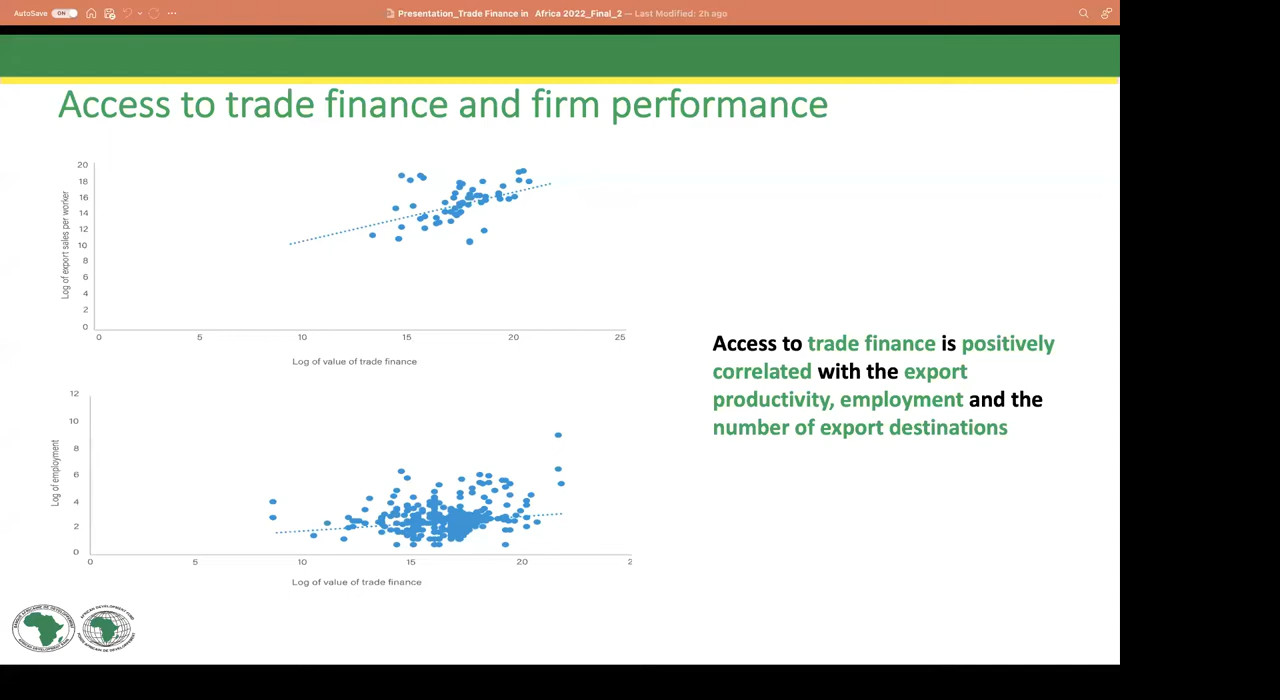 AutoSave ON
Presentation_Trade Finance in Africa 2022_Final_2 — Last Modified: 2h ago
Access to trade finance and firm performance
20
18
16
14
12
10
8
6
4
2
0
Log of export sales per worker
0 5 10 15 20 25
Log of value of trade finance
12
10
8
6
4
2
0
Log of employment
0 5 10 15 20 2
Log of value of trade finance
Access to trade finance is positively
correlated with the export
productivity, employment and the
number of export destinations